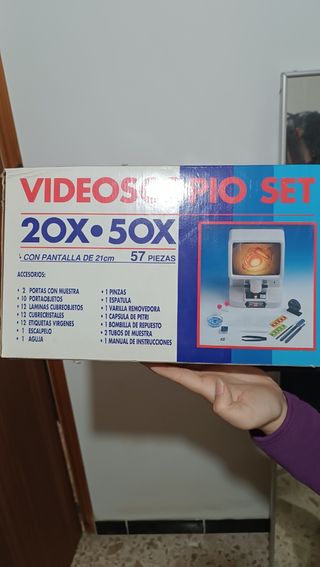 VIDEOSCOPIO SET
20X•50X
CON PANTALLA DE 21cm 57 PIEZAS
ACCESORIOS:
• 2 PORTAS CON MUESTRA
• 10 PORTAOBJETOS
• 12 LAMINAS CUBREOBJETOS
• 12 CUBRECRISTALES
• 12 ETIQUETAS VIRGENES
• 1 ESCALPELO
• 1 AGUJA
• 1 PINZAS
• 1 ESPATULA
• 1 VARILLA REMOVEDORA
• 1 CAPSULA DE PETRI
• 1 BOMBILLA DE REPUESTO
• 2 TUBOS DE MUESTRA
• 1 MANUAL DE INSTRUCCIONES